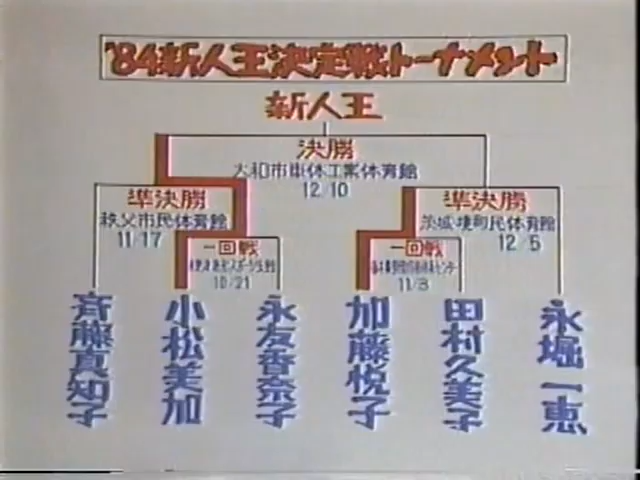 '84新人王決定戦トーナメント
新人王
決勝
大和市車体工業体育館
12/10
準決勝
秩父市民体育館
11/17
準決勝
茨城・境町民体育館
12/5
一回戦
10/21
一回戦
11/3
斉藤真知子
小松美加
永友香奈子
加藤悦子
田村久美子
永堀一恵